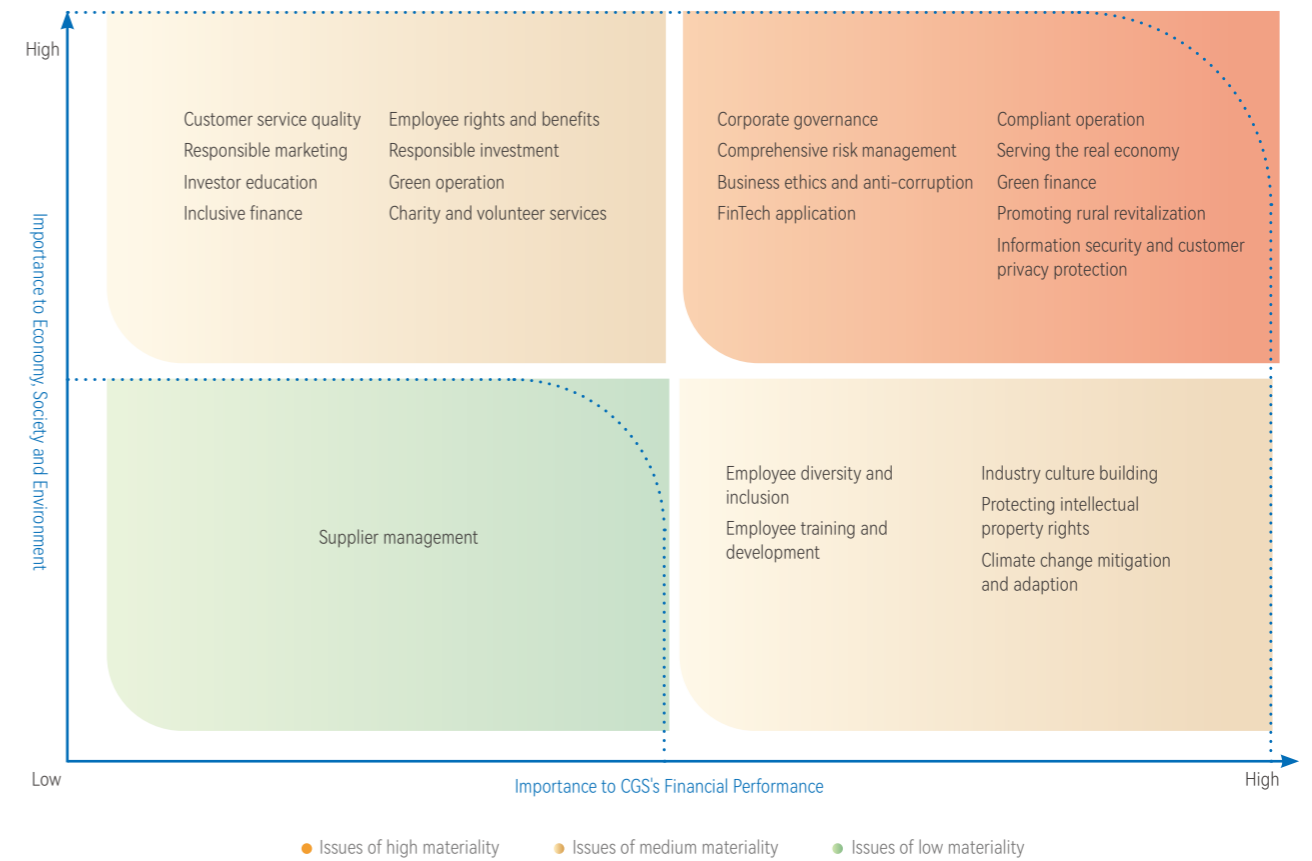 High
Importance to Economy, Society and Environment
Customer service quality
Responsible marketing
Investor education
Inclusive finance
Employee rights and benefits
Responsible investment
Green operation
Charity and volunteer services
Corporate governance
Comprehensive risk management
Business ethics and anti-corruption
FinTech application
Compliant operation
Serving the real economy
Green finance
Promoting rural revitalization
Information security and customer
privacy protection
Supplier management
Employee diversity and
inclusion
Employee training and
development
Industry culture building
Protecting intellectual
property rights
Climate change mitigation
and adaption
Low
Importance to CGS's Financial Performance
High
Issues of high materiality
Issues of medium materiality
Issues of low materiality